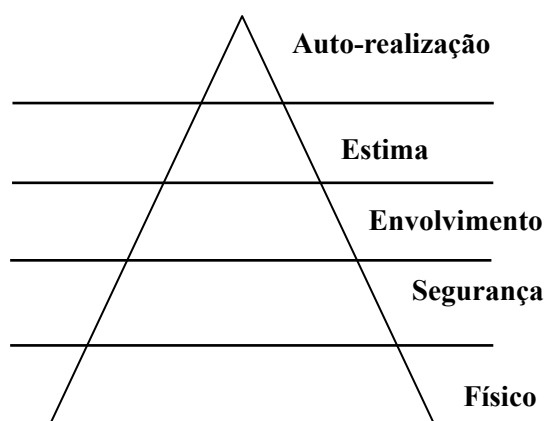 Auto-realização
Estima
Envolvimento
Segurança
Físico